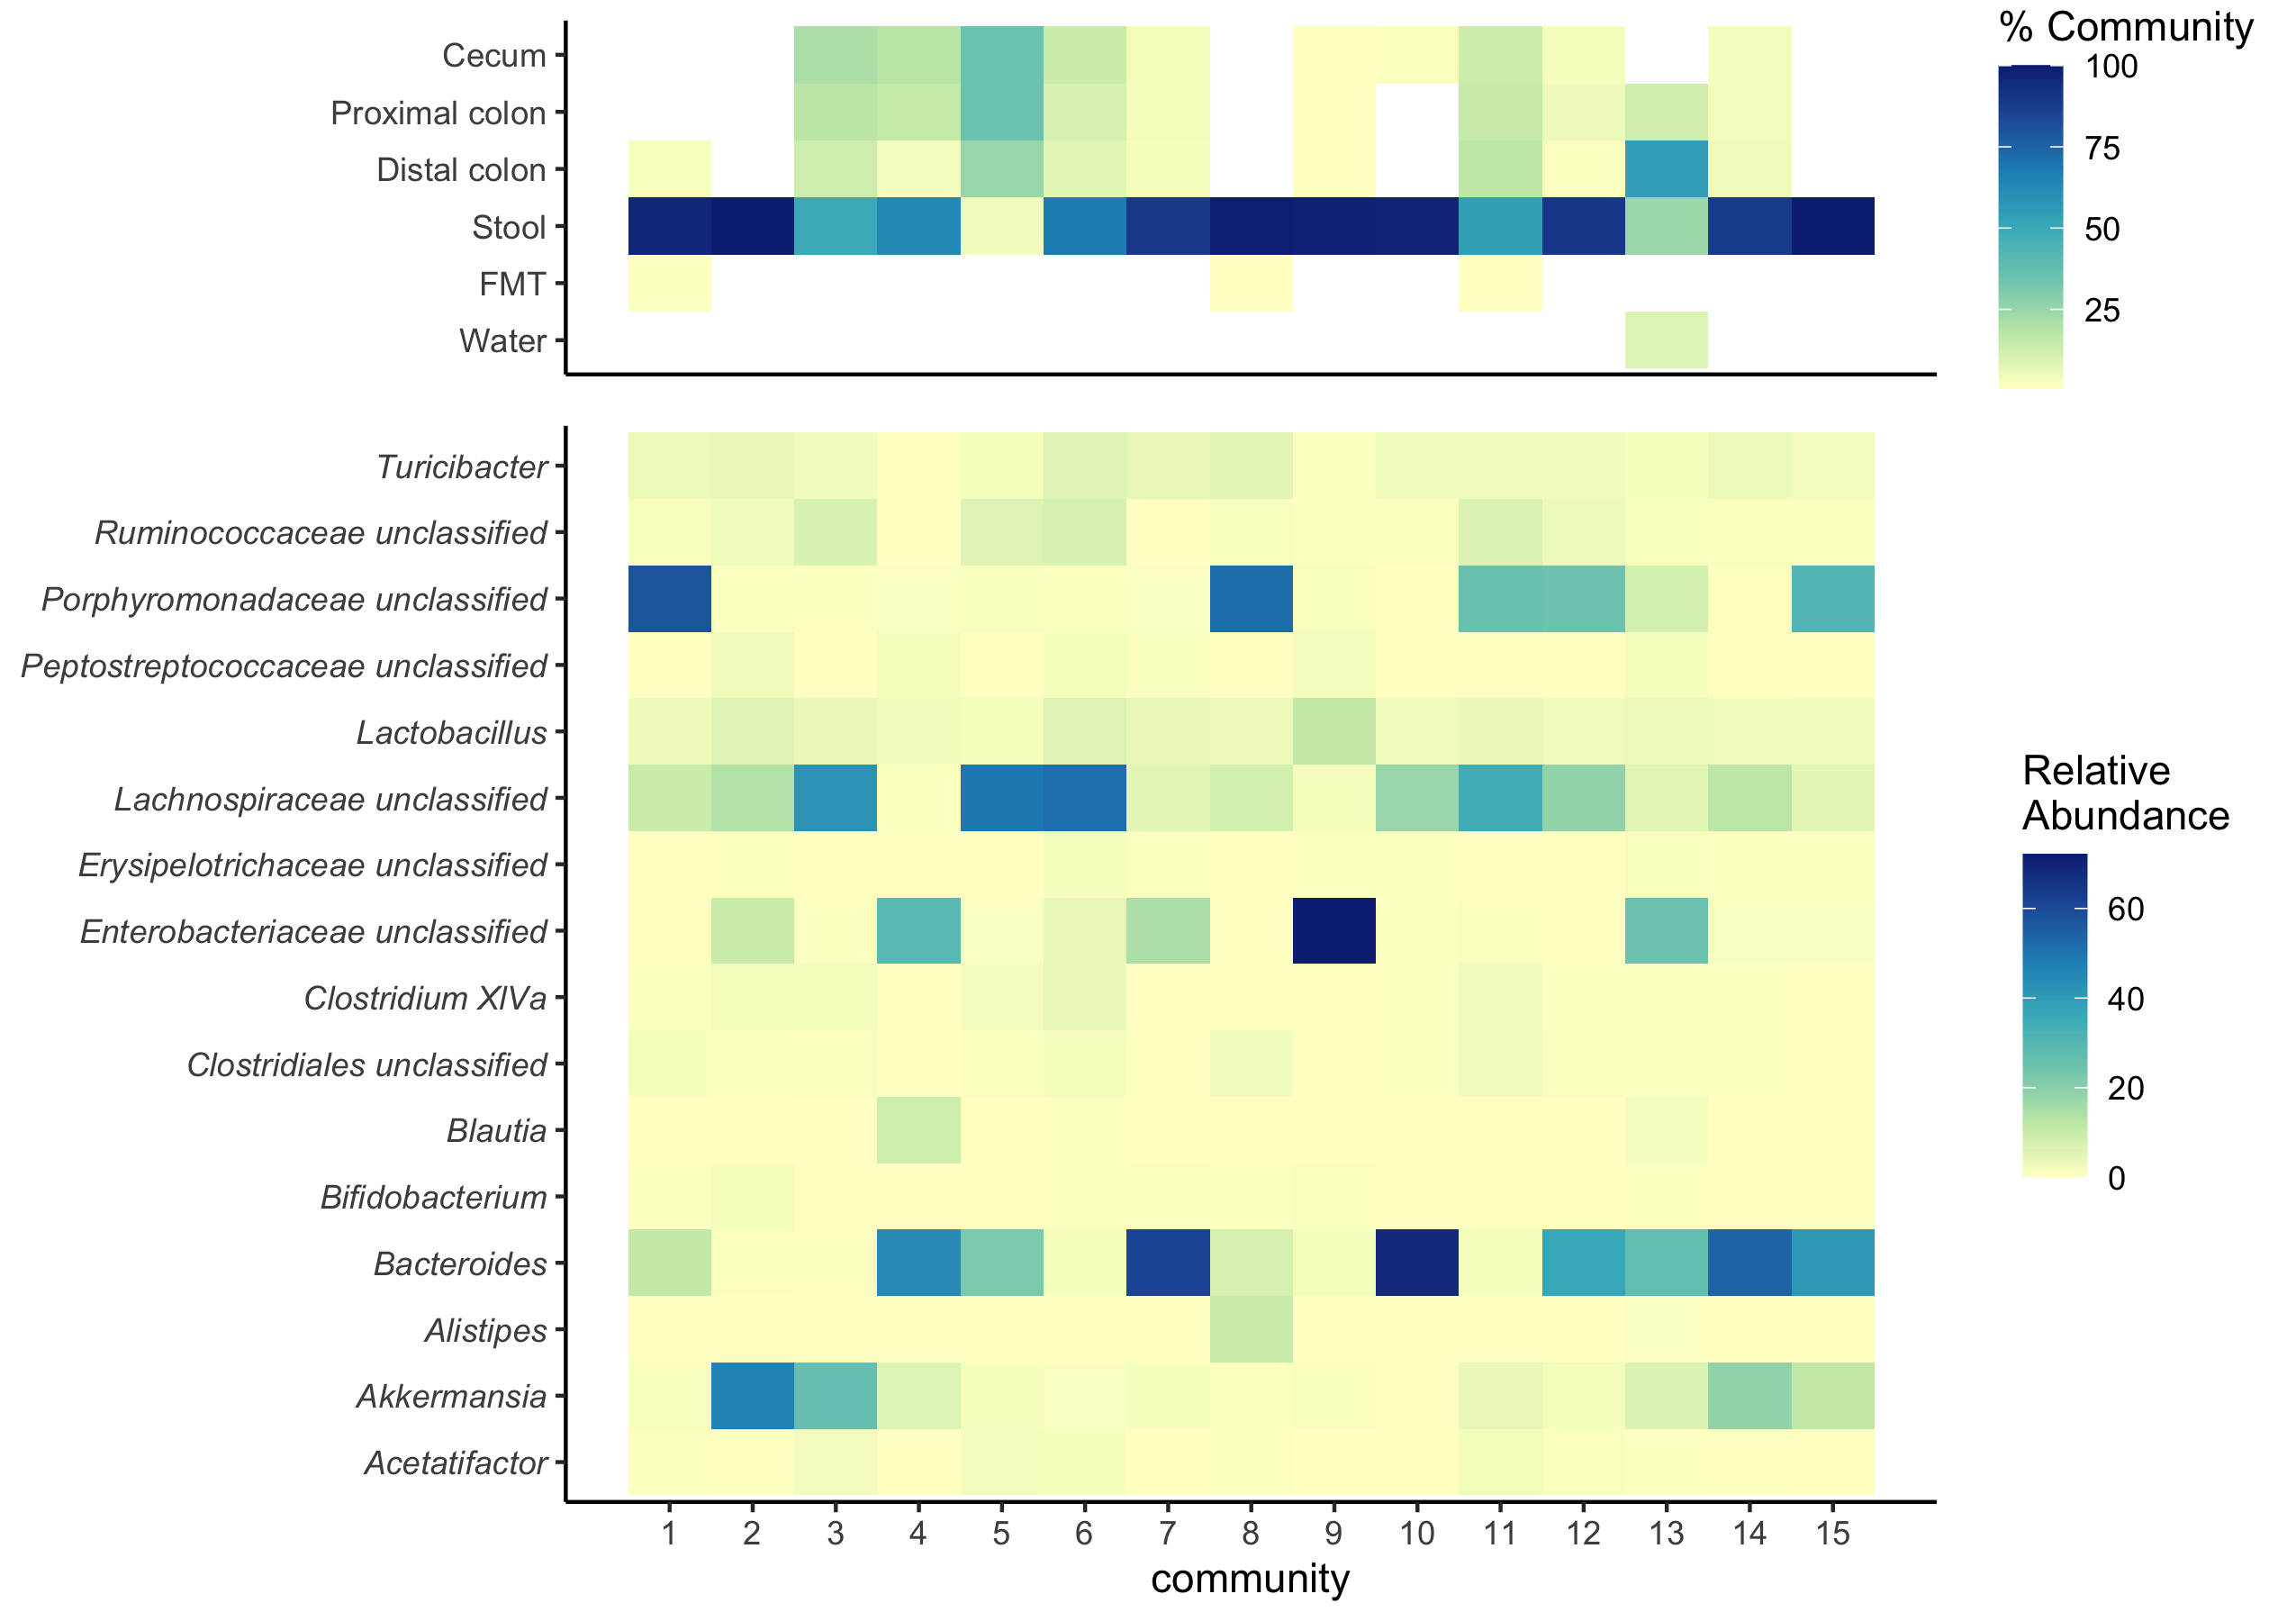 Cecum
Proximal colon
Distal colon
Stool
FMT
Water
% Community
100
75
50
25
Turicibacter
Ruminococcaceae unclassified
Porphyromonadaceae unclassified
Peptostreptococcaceae unclassified
Lactobacillus
Lachnospiraceae unclassified
Erysipelotrichaceae unclassified
Enterobacteriaceae unclassified
Clostridium XIVa
Clostridiales unclassified
Blautia
Bifidobacterium
Bacteroides
Alistipes
Akkermansia
Acetatifactor
Relative
Abundance
60
40
20
0
1 2 3 4 5 6 7 8 9 10 11 12 13 14 15
community